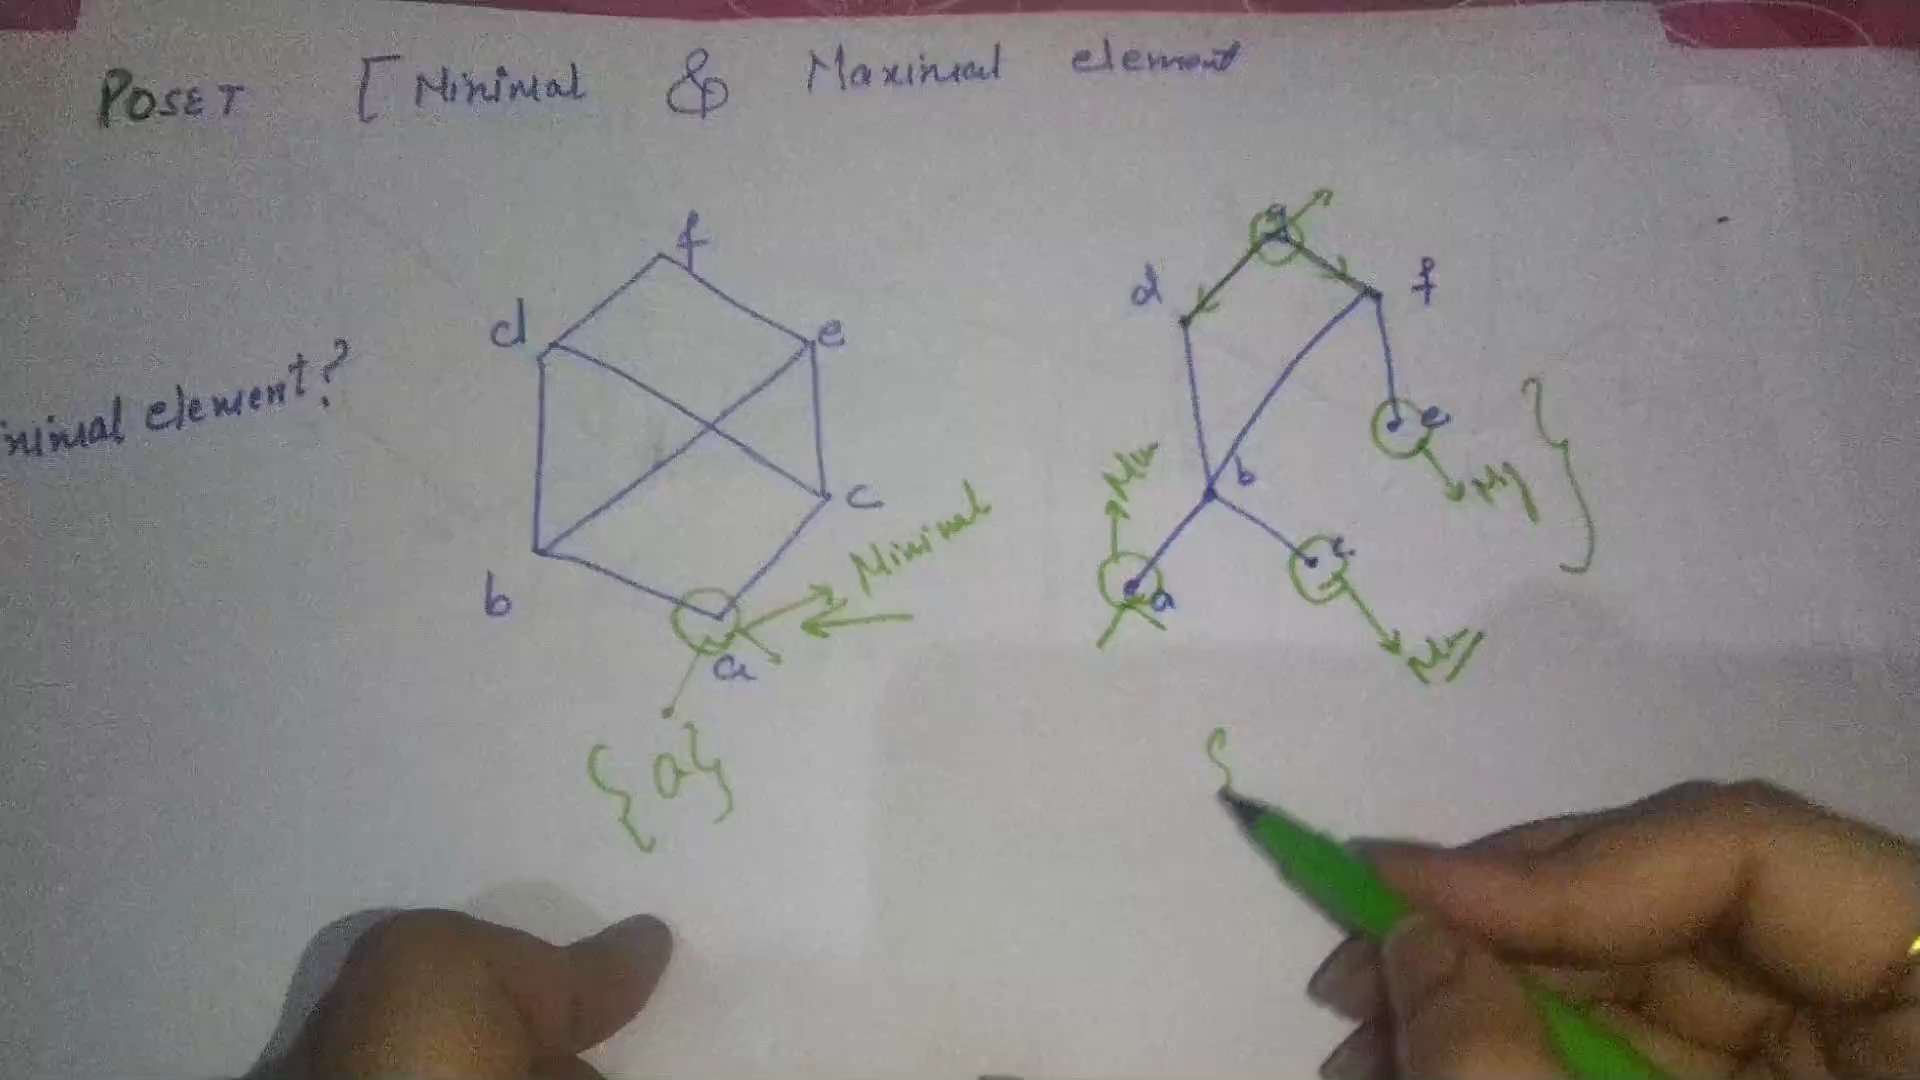 POSET [Minimal & Maximal element
inimal element?
f
d
e
c
b
a
Minimal
{a}
g
d
f
e
b
c
a